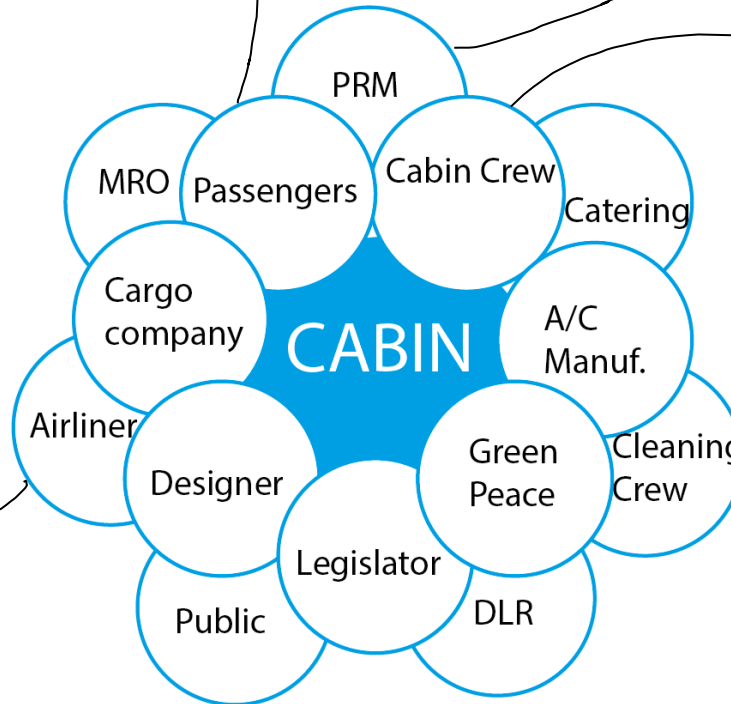 PRM
MRO
Passengers
Cabin Crew
Catering
Cargo
company
CABIN
A/C
Manuf.
Airliner
Designer
Green
Peace
Cleaning
Crew
Legislator
Public
DLR